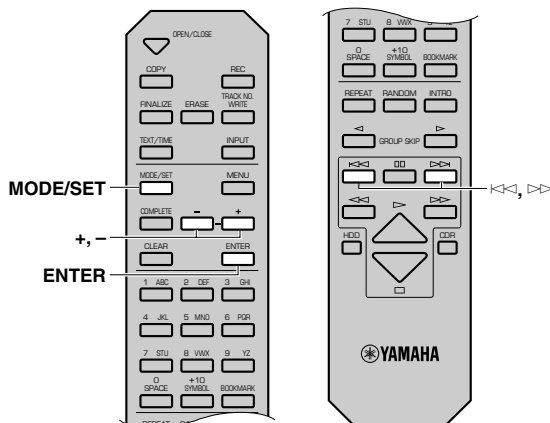 OPEN/CLOSE
COPY REC
FINALIZE ERASE TRACK NO. WRITE
TEXT/TIME INPUT
MODE/SET MENU
MODE/SET
COMPLETE – +
+, –
CLEAR ENTER
ENTER
1 ABC 2 DEF 3 GHI
4 JKL 5 MNO 6 PQR
7 STU 8 VWX 9 YZ
0 SPACE +10 SYMBOL BOOKMARK
REPEAT
7 STU 8 VWX
0 SPACE +10 SYMBOL BOOKMARK
REPEAT RANDOM INTRO
GROUP SKIP
HDD CDR
YAMAHA